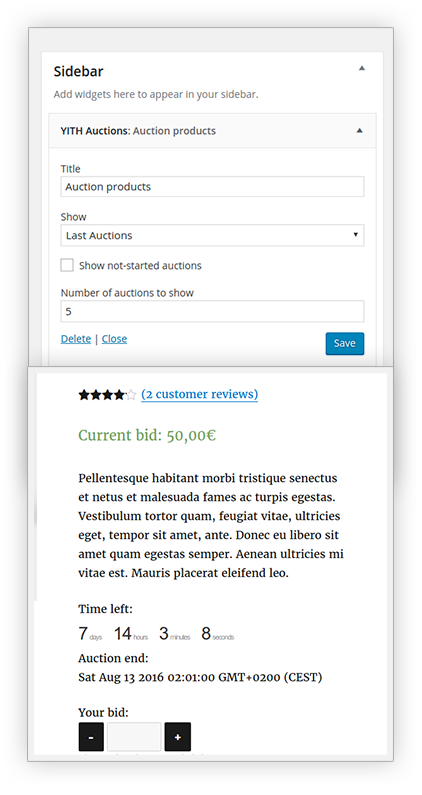 Sidebar
Add widgets here to appear in your sidebar.
YITH Auctions: Auction products
Title
Auction products
Show
Last Auctions
Show not-started auctions
Number of auctions to show
5
Delete | Close
Save
(2 customer reviews)
Current bid: 50,00€
Pellentesque habitant morbi tristique senectus
et netus et malesuada fames ac turpis egestas.
Vestibulum tortor quam, feugiat vitae, ultricies
eget, tempor sit amet, ante. Donec eu libero sit
amet quam egestas semper. Aenean ultricies mi
vitae est. Mauris placerat eleifend leo.
Time left:
7 days 14 hours 3 minutes 8 seconds
Auction end:
Sat Aug 13 2016 02:01:00 GMT+0200 (CEST)
Your bid:
- +